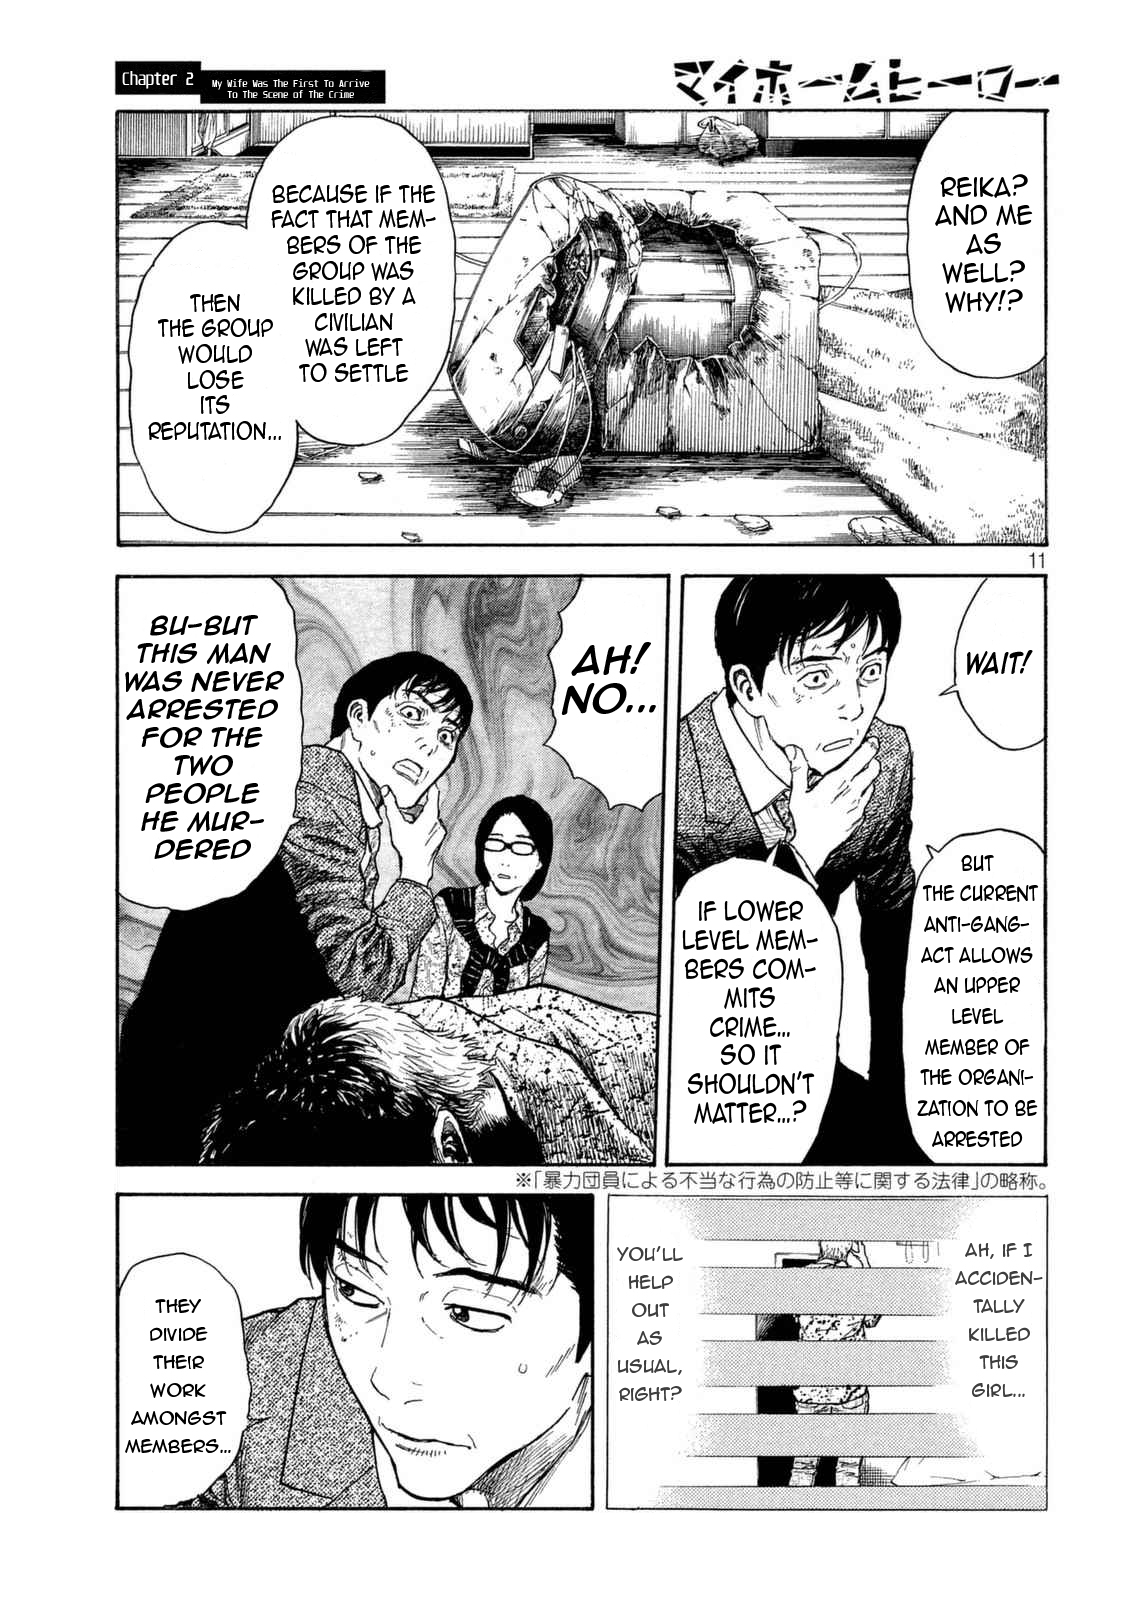 Chapter 2
My Wife Was The First To Arrive
To The Scene of The Crime
マイホームヒーロー
REIKA?
AND ME
AS
WELL?
WHY!?
BECAUSE IF THE
FACT THAT MEM-
BERS OF THE
GROUP WAS
KILLED BY A
CIVILIAN
WAS LEFT
TO SETTLE
THEN
THE GROUP
WOULD
LOSE
ITS
REPUTATION...
11
WAIT!
BUT
THE CURRENT
ANTI-GANG-
ACT ALLOWS
AN UPPER
LEVEL
MEMBER OF
THE ORGANI-
ZATION TO BE
ARRESTED
IF LOWER
LEVEL MEM-
BERS COM-
MITS
CRIME...
SO IT
SHOULDN'T
MATTER...?
AH!
NO...
BU-BUT
THIS MAN
WAS NEVER
ARRESTED
FOR THE
TWO
PEOPLE
HE MUR-
DERED
※「暴力団員による不当な行為の防止等に関する法律」の略称。
AH, IF I
ACCIDEN-
TALLY
KILLED
THIS
GIRL...
YOU'LL
HELP
OUT
AS
USUAL,
RIGHT?
THEY
DIVIDE
THEIR
WORK
AMONGST
MEMBERS...